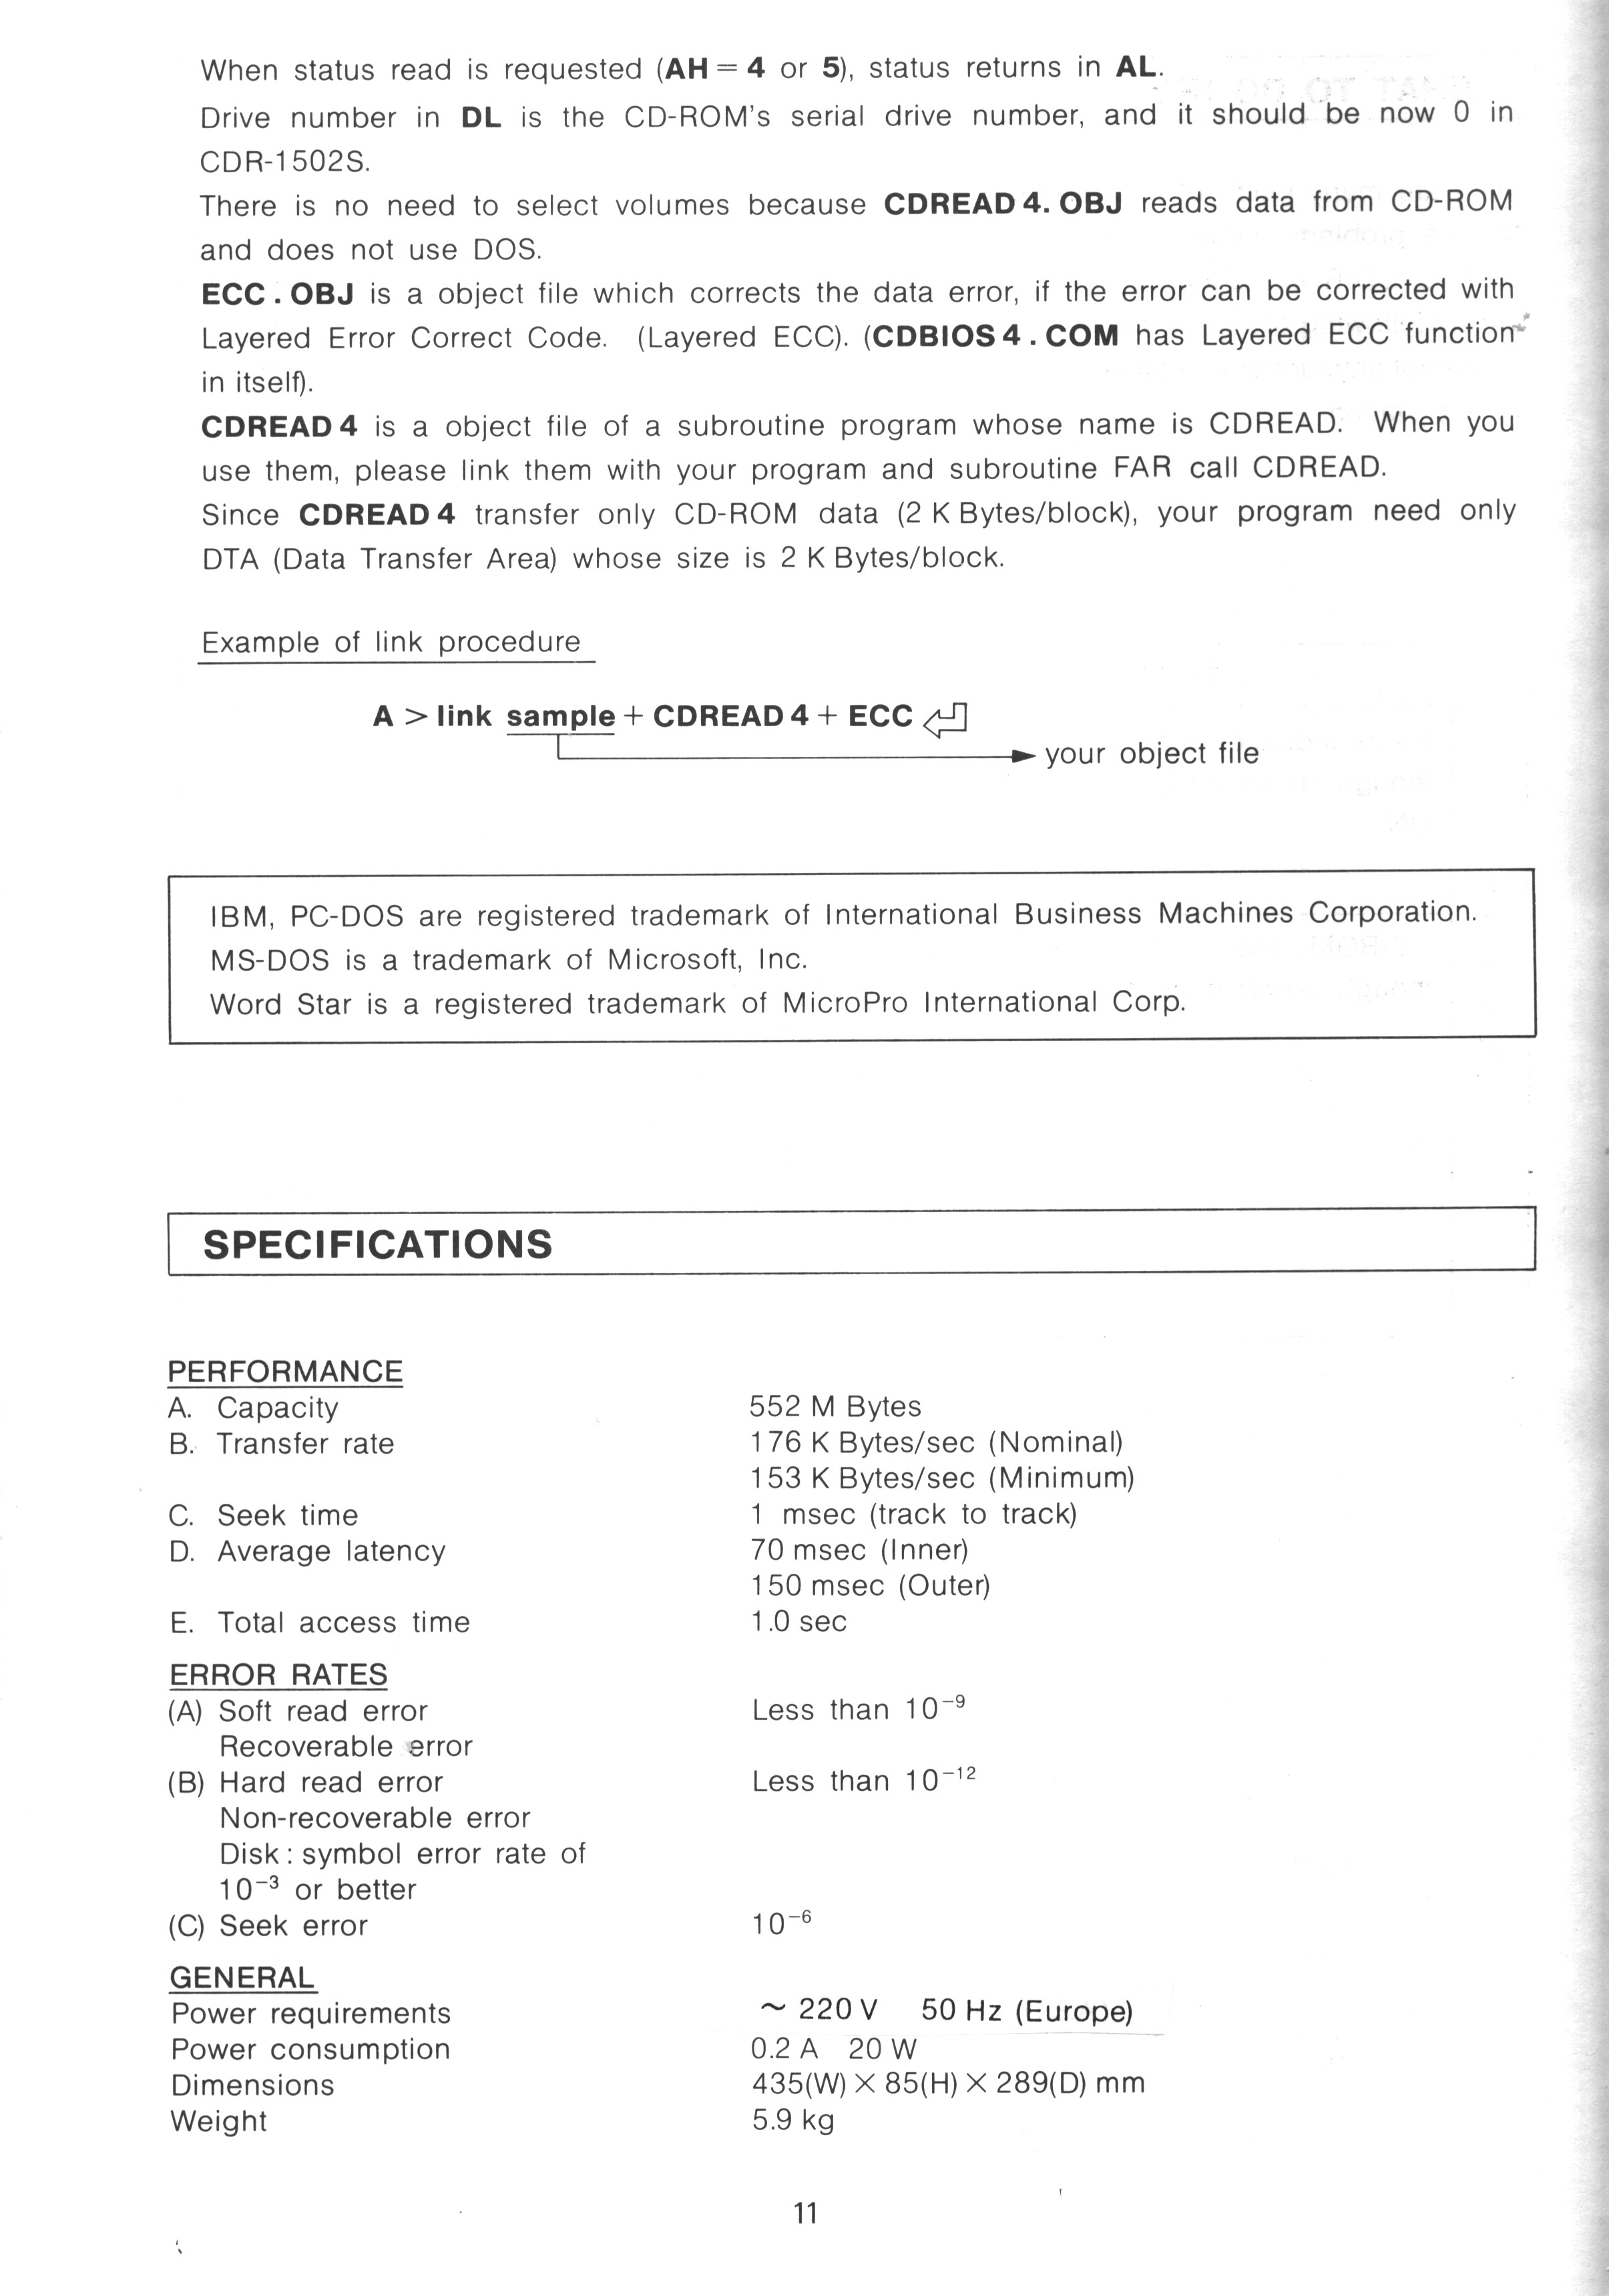 When status read is requested (AH = 4 or 5), status returns in AL.
Drive number in DL is the CD-ROM's serial drive number, and it should be now 0 in
CDR-1502S.
There is no need to select volumes because CDREAD 4. OBJ reads data from CD-ROM
and does not use DOS.
ECC . OBJ is a object file which corrects the data error, if the error can be corrected with
Layered Error Correct Code. (Layered ECC). (CDBIOS 4 . COM has Layered ECC function
in itself).
CDREAD 4 is a object file of a subroutine program whose name is CDREAD. When you
use them, please link them with your program and subroutine FAR call CDREAD.
Since CDREAD 4 transfer only CD-ROM data (2 K Bytes/block), your program need only
DTA (Data Transfer Area) whose size is 2 K Bytes/block.
Example of link procedure
A > link sample + CDREAD 4 + ECC
your object file
IBM, PC-DOS are registered trademark of International Business Machines Corporation.
MS-DOS is a trademark of Microsoft, Inc.
Word Star is a registered trademark of MicroPro International Corp.
SPECIFICATIONS
PERFORMANCE
A. Capacity 552 M Bytes
B. Transfer rate 176 K Bytes/sec (Nominal)
153 K Bytes/sec (Minimum)
C. Seek time 1 msec (track to track)
D. Average latency 70 msec (Inner)
150 msec (Outer)
E. Total access time 1.0 sec
ERROR RATES
(A) Soft read error Less than 10⁻⁹
Recoverable error
(B) Hard read error Less than 10⁻¹²
Non-recoverable error
Disk : symbol error rate of
10⁻³ or better
(C) Seek error 10⁻⁶
GENERAL
Power requirements ~ 220 V 50 Hz (Europe)
Power consumption 0.2 A 20 W
Dimensions 435(W) × 85(H) × 289(D) mm
Weight 5.9 kg
11